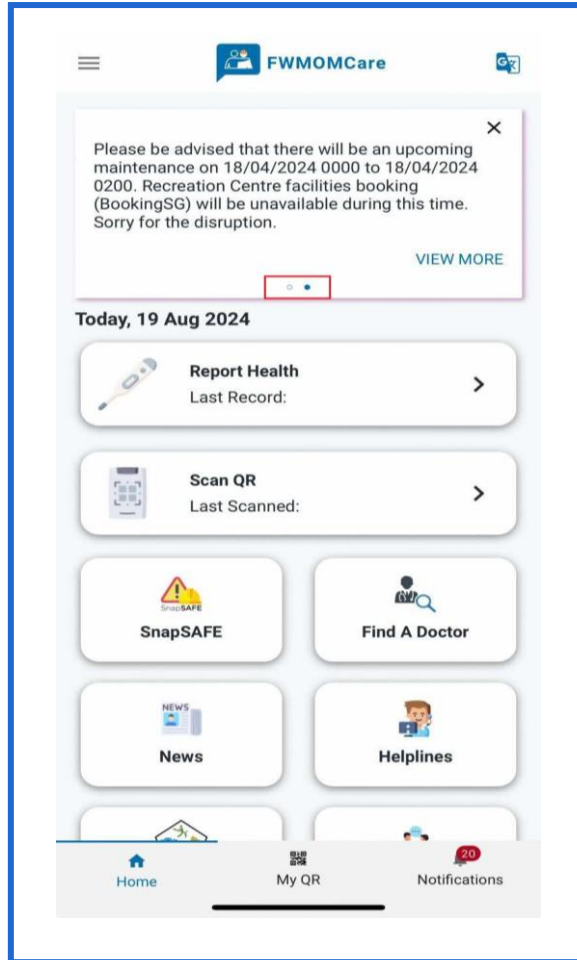 FWMOMCare
Please be advised that there will be an upcoming
maintenance on 18/04/2024 0000 to 18/04/2024
0200. Recreation Centre facilities booking
(BookingSG) will be unavailable during this time.
Sorry for the disruption.
VIEW MORE
Today, 19 Aug 2024
Report Health
Last Record:
Scan QR
Last Scanned:
SnapSAFE
SnapSAFE
Find A Doctor
NEWS
News
Helplines
20
Home
My QR
Notifications